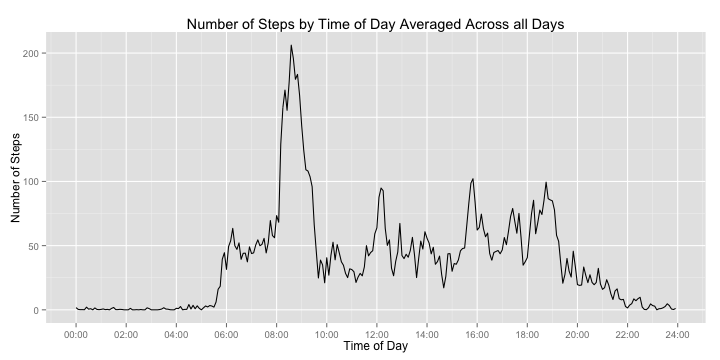 Number of Steps by Time of Day Averaged Across all Days
Number of Steps
200
150
100
50
0
00:00 02:00 04:00 06:00 08:00 10:00 12:00 14:00 16:00 18:00 20:00 22:00 24:00
Time of Day